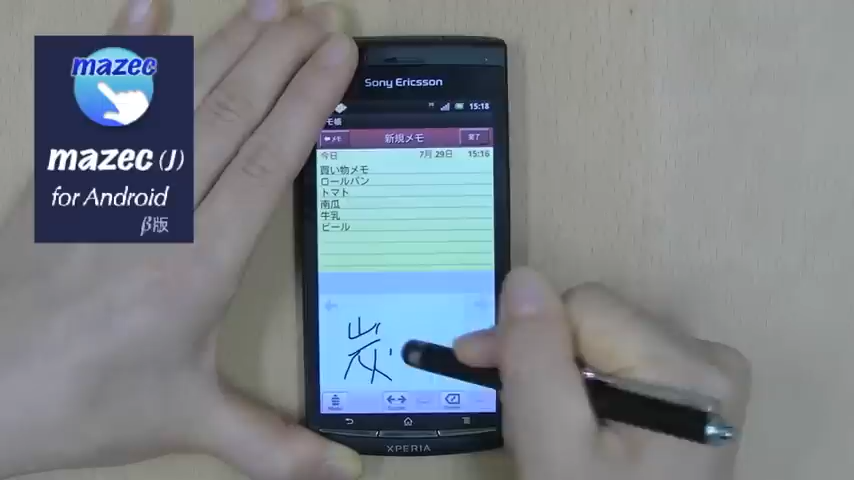 mazec
mazec (J)
for Android
β版
Sony Ericsson
15:18
モ帳
メモ
新規メモ
完了
今日
7月29日
15:16
買い物メモ
ロールパン
トマト
南瓜
牛乳
ビール
炭
XPERIA